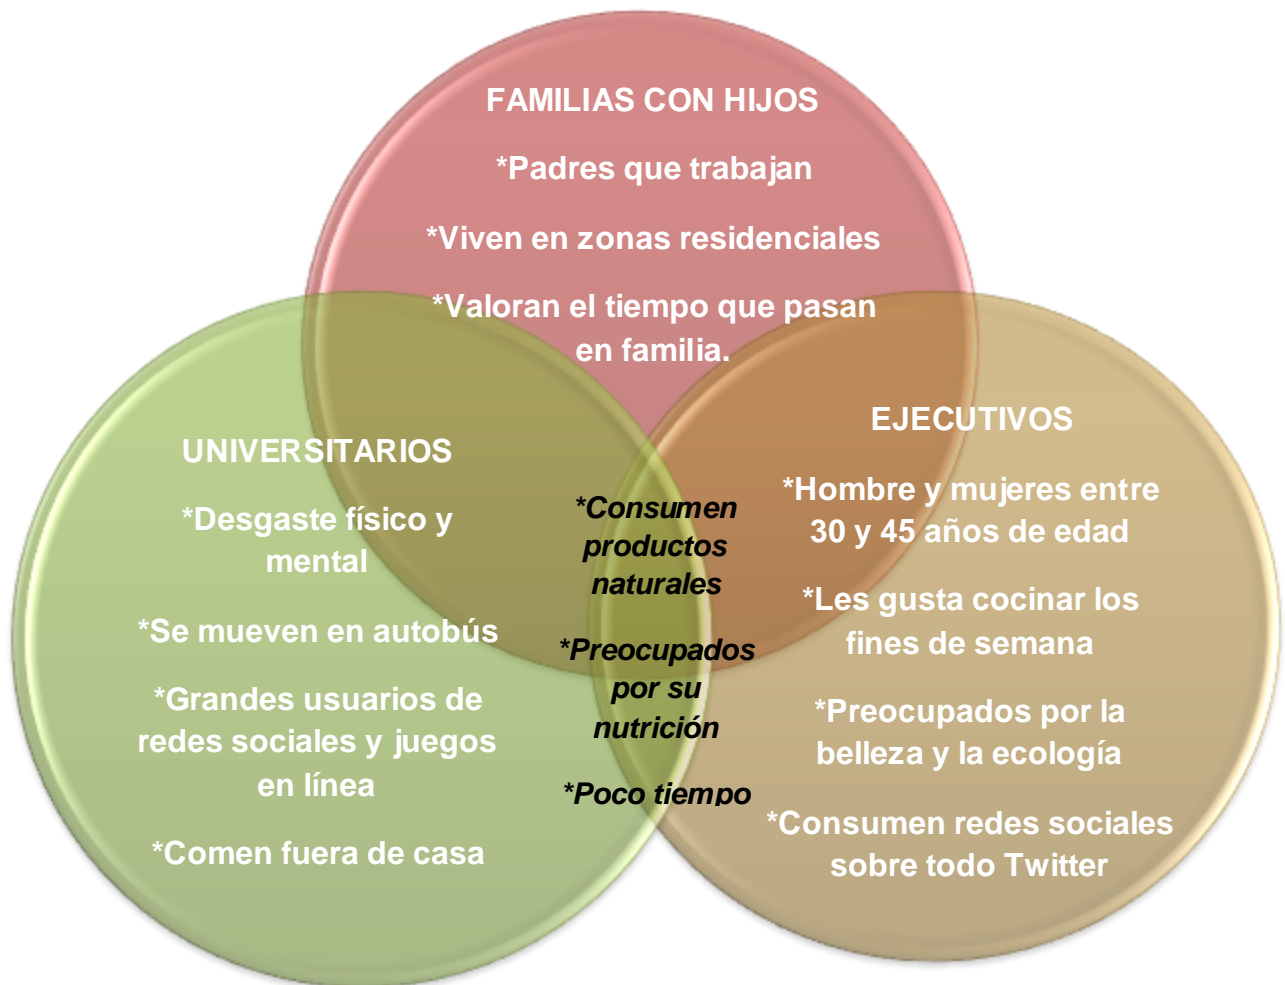 FAMILIAS CON HIJOS
*Padres que trabajan
*Viven en zonas residenciales
*Valoran el tiempo que pasan
en familia.
UNIVERSITARIOS
*Desgaste físico y
mental
*Se mueven en autobús
*Grandes usuarios de
redes sociales y juegos
en línea
*Comen fuera de casa
*Consumen
productos
naturales
*Preocupados
por su
nutrición
*Poco tiempo
EJECUTIVOS
*Hombre y mujeres entre
30 y 45 años de edad
*Les gusta cocinar los
fines de semana
*Preocupados por la
belleza y la ecología
*Consumen redes sociales
sobre todo Twitter